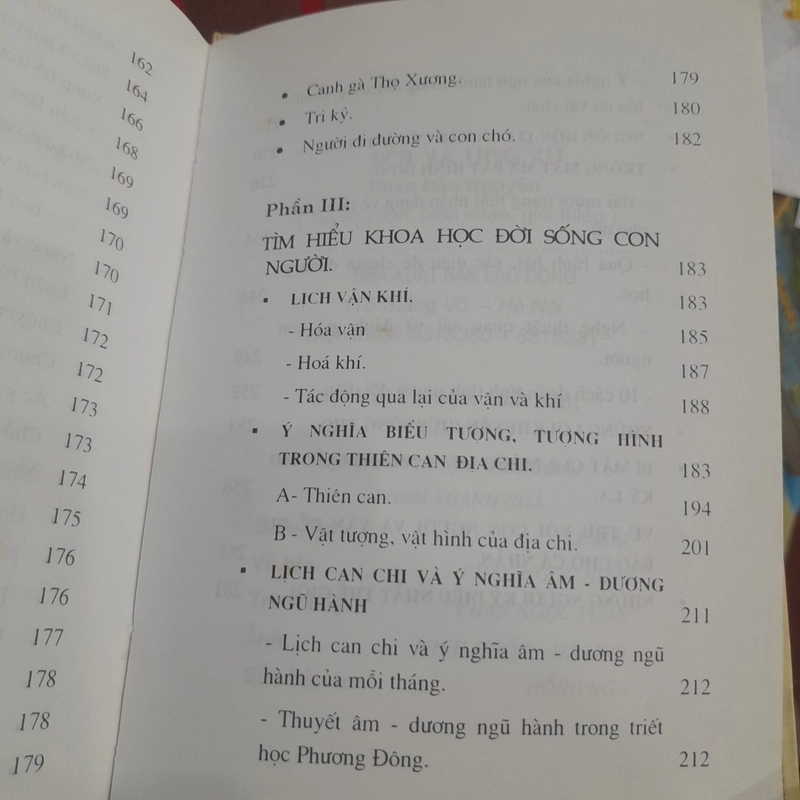 162
164
166
168
169
169
170
170
171
172
172
173
173
174
175
176
176
177
178
178
179
• Canh gà Thọ Xương. 179
• Tri kỷ. 180
• Người đi đường và con chó. 182
Phần III:
TÌM HIỂU KHOA HỌC ĐỜI SỐNG CON
NGƯỜI. 183
▪ LỊCH VẬN KHÍ. 183
- Hóa vận 185
- Hoá khí. 187
- Tác động qua lại của vận và khí 188
▪ Ý NGHĨA BIỂU TƯỢNG, TƯƠNG HÌNH
TRONG THIÊN CAN ĐỊA CHI. 183
A- Thiên can. 194
B - Vật tượng, vật hình của địa chi. 201
▪ LỊCH CAN CHI VÀ Ý NGHĨA ÂM - DƯƠNG
NGŨ HÀNH 211
- Lịch can chi và ý nghĩa âm - dương ngũ
hành của mỗi tháng. 212
- Thuyết âm - dương ngũ hành trong triết
học Phương Đông. 212